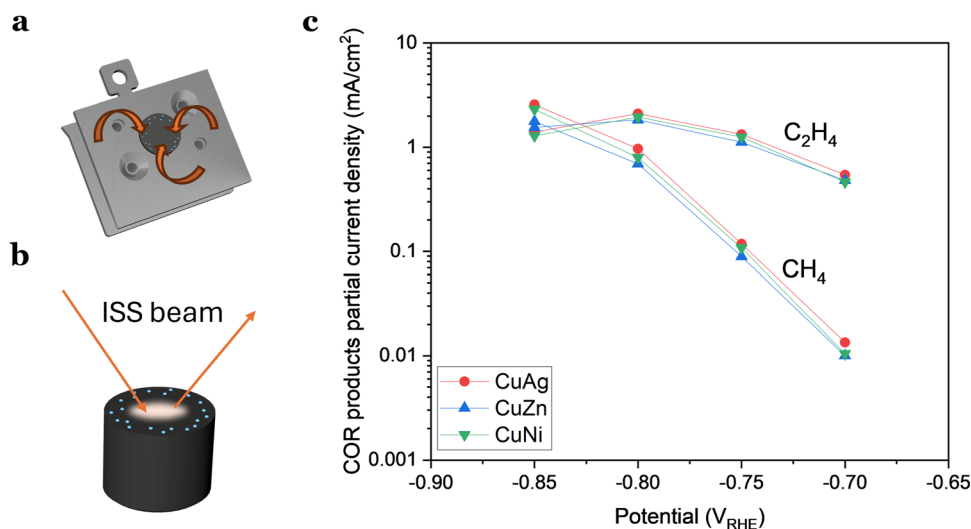 a
b
ISS beam
c
COR products partial current density (mA/cm²)
10
1
0.1
0.01
0.001
C₂H₄
CH₄
CuAg
CuZn
CuNi
-0.90
-0.85
-0.80
-0.75
-0.70
-0.65
Potential (V_RHE)